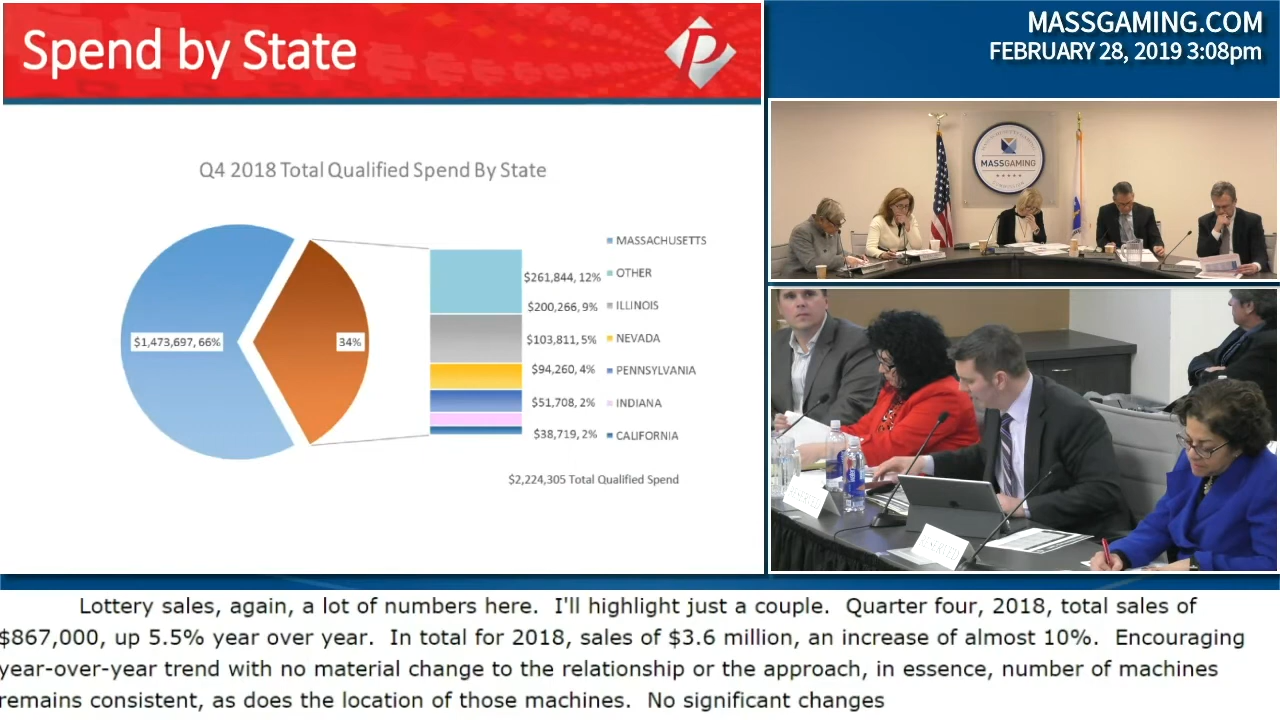 Spend by State
MASSGAMING.COM
FEBRUARY 28, 2019 3:08pm
Q4 2018 Total Qualified Spend By State
$1,473,697, 66%
34%
$261,844, 12%
$200,266, 9%
$103,811, 5%
$94,260, 4%
$51,708, 2%
$38,719, 2%
MASSACHUSETTS
OTHER
ILLINOIS
NEVADA
PENNSYLVANIA
INDIANA
CALIFORNIA
$2,224,305 Total Qualified Spend
MASSGAMING
RESERVED
RESERVED
Lottery sales, again, a lot of numbers here.  I'll highlight just a couple.  Quarter four, 2018, total sales of
$867,000, up 5.5% year over year.  In total for 2018, sales of $3.6 million, an increase of almost 10%.  Encouraging
year-over-year trend with no material change to the relationship or the approach, in essence, number of machines
remains consistent, as does the location of those machines.  No significant changes